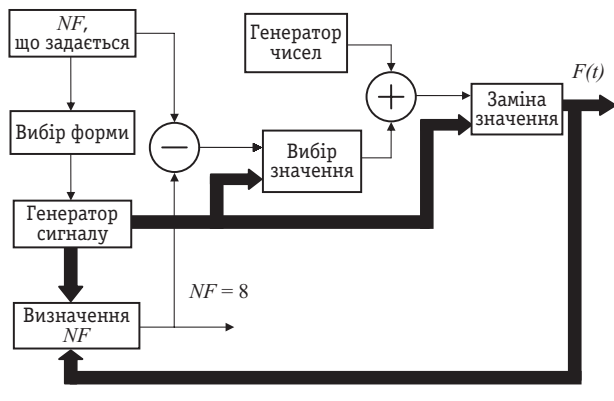 NF,
що задається
Генератор
чисел
F(t)
Вибір форми
Вибір
значення
Заміна
значення
Генератор
сигналу
NF = 8
Визначення
NF